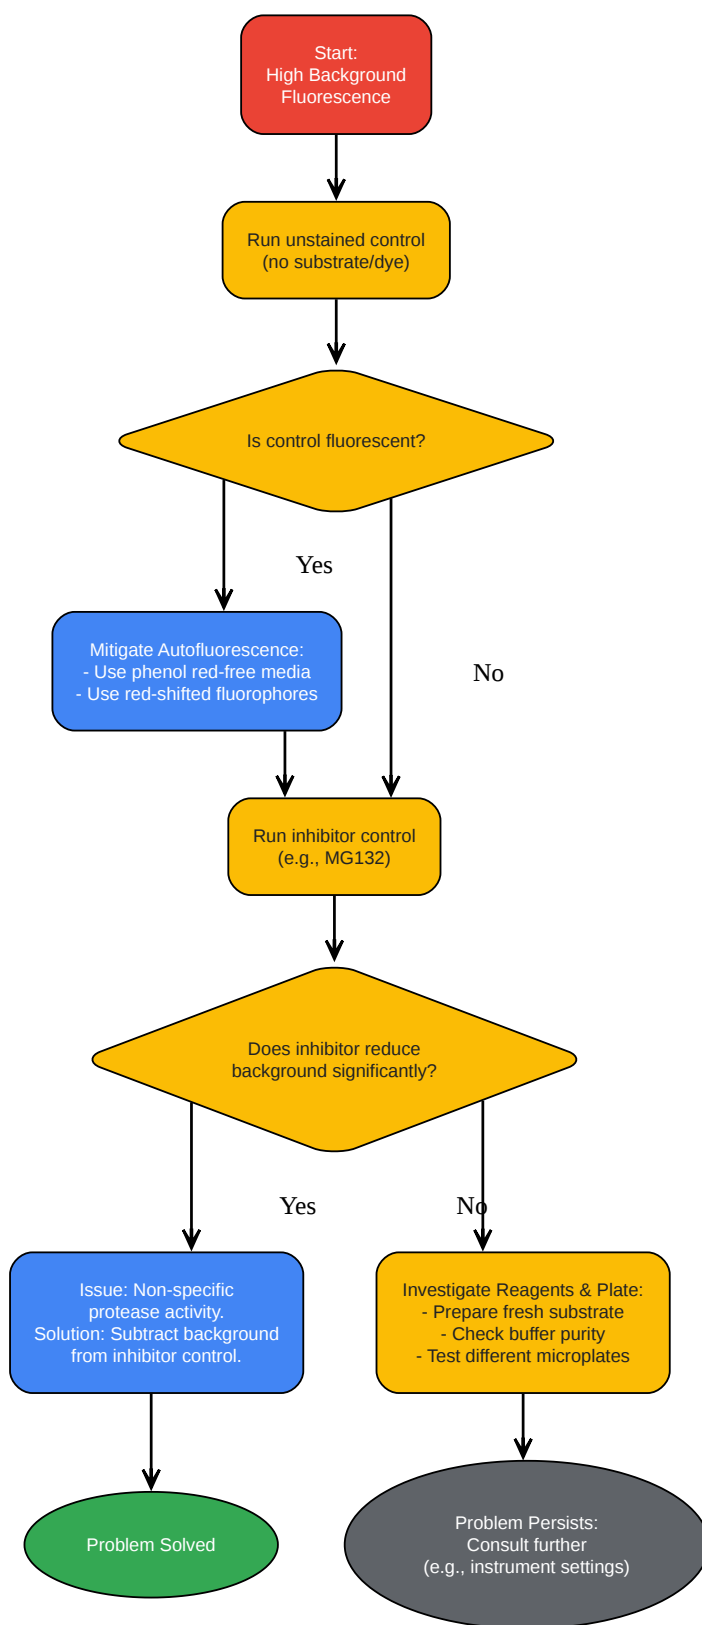 Start:
High Background
Fluorescence
Run unstained control
(no substrate/dye)
Is control fluorescent?
Yes
Mitigate Autofluorescence:
- Use phenol red-free media
- Use red-shifted fluorophores
No
Run inhibitor control
(e.g., MG132)
Does inhibitor reduce
background significantly?
Yes
No
Issue: Non-specific
protease activity.
Solution: Subtract background
from inhibitor control.
Investigate Reagents & Plate:
- Prepare fresh substrate
- Check buffer purity
- Test different microplates
Problem Solved
Problem Persists:
Consult further
(e.g., instrument settings)